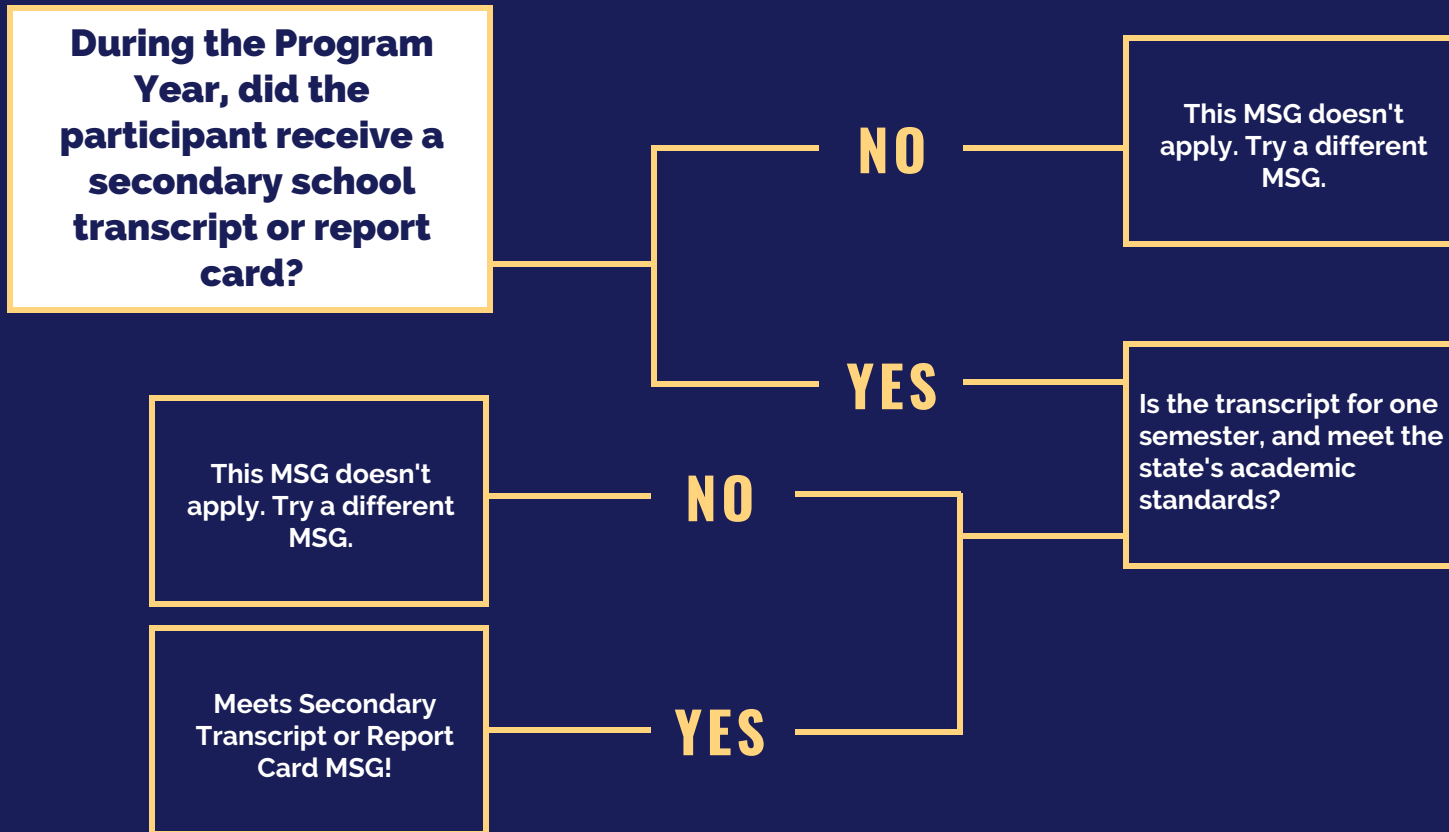 During the Program
Year, did the
participant receive a
secondary school
transcript or report
card?
NO
This MSG doesn't
apply. Try a different
MSG.
YES
Is the transcript for one
semester, and meet the
state's academic
standards?
NO
This MSG doesn't
apply. Try a different
MSG.
YES
Meets Secondary
Transcript or Report
Card MSG!